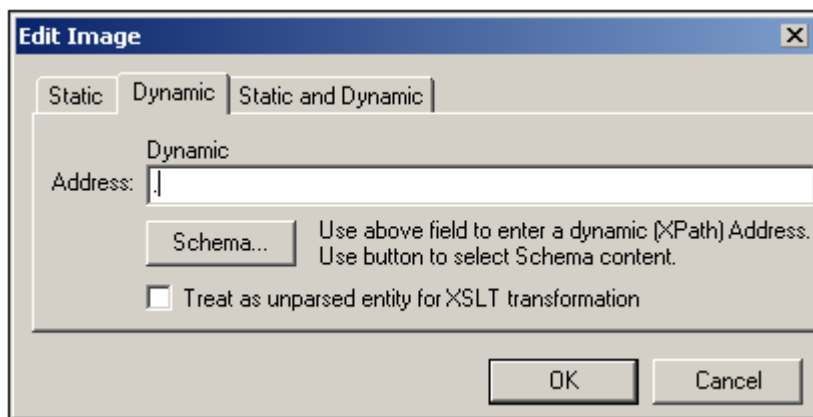 Edit Image
Static Dynamic Static and Dynamic
Dynamic
Address: .
Schema... Use above field to enter a dynamic (XPath) Address.
Use button to select Schema content.
Treat as unparsed entity for XSLT transformation
OK Cancel